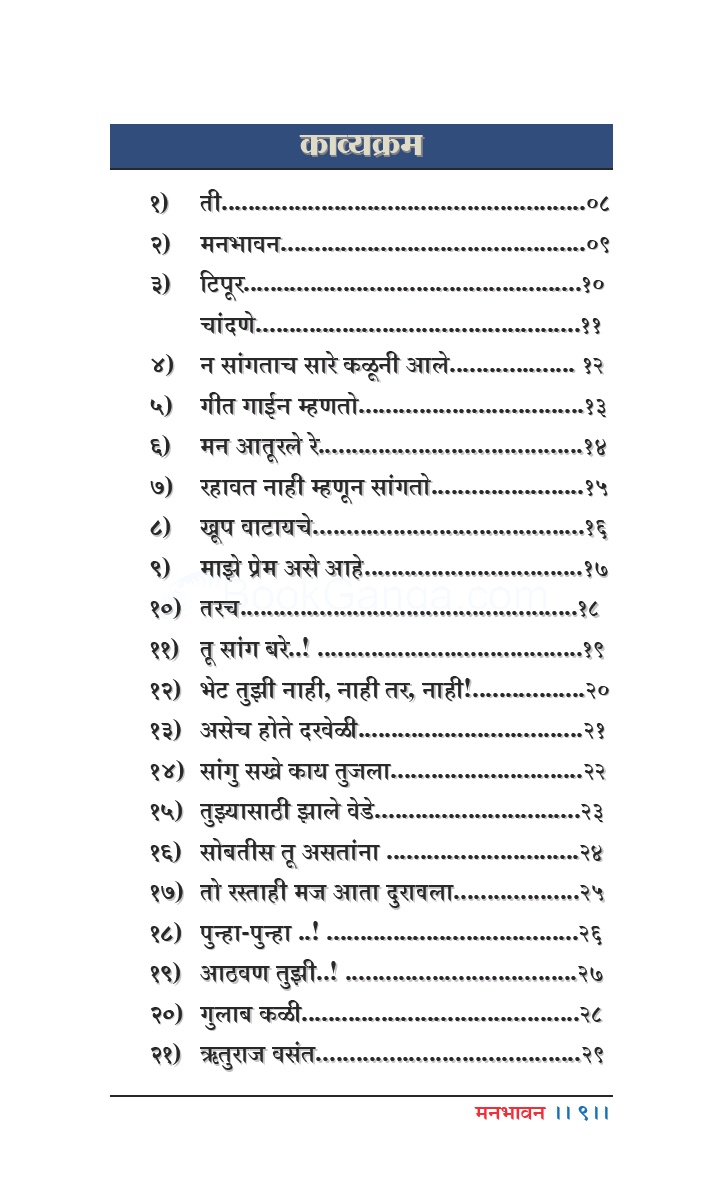 काव्यक्रम
१) ती.......................................................०८
२) मनभावन..............................................०९
३) टिपूर...................................................१०
चांदणे.................................................११
४) न सांगताच सारे कळूनी आले................... १२
५) गीत गाईन म्हणतो..................................१३
६) मन आतूरले रे........................................१४
७) रहावत नाही म्हणून सांगतो.......................१५
८) खूप वाटायचे.........................................१६
९) माझे प्रेम असे आहे.................................१७
१०) तरच...................................................१८
११) तू सांग बरे..! ........................................१९
१२) भेट तुझी नाही, नाही तर, नाही!.................२०
१३) असेच होते दरवेळी..................................२१
१४) सांगु सखे काय तुजला.............................२२
१५) तुझ्यासाठी झाले वेडे...............................२३
१६) सोबतीस तू असतांना .............................२४
१७) तो रस्ताही मज आता दुरावला...................२५
१८) पुन्हा-पुन्हा ..! ......................................२६
१९) आठवण तुझी..! ...................................२७
२०) गुलाब कळी..........................................२८
२१) ऋतुराज वसंत........................................२९
BookGanga.com
मनभावन ।। ९।।